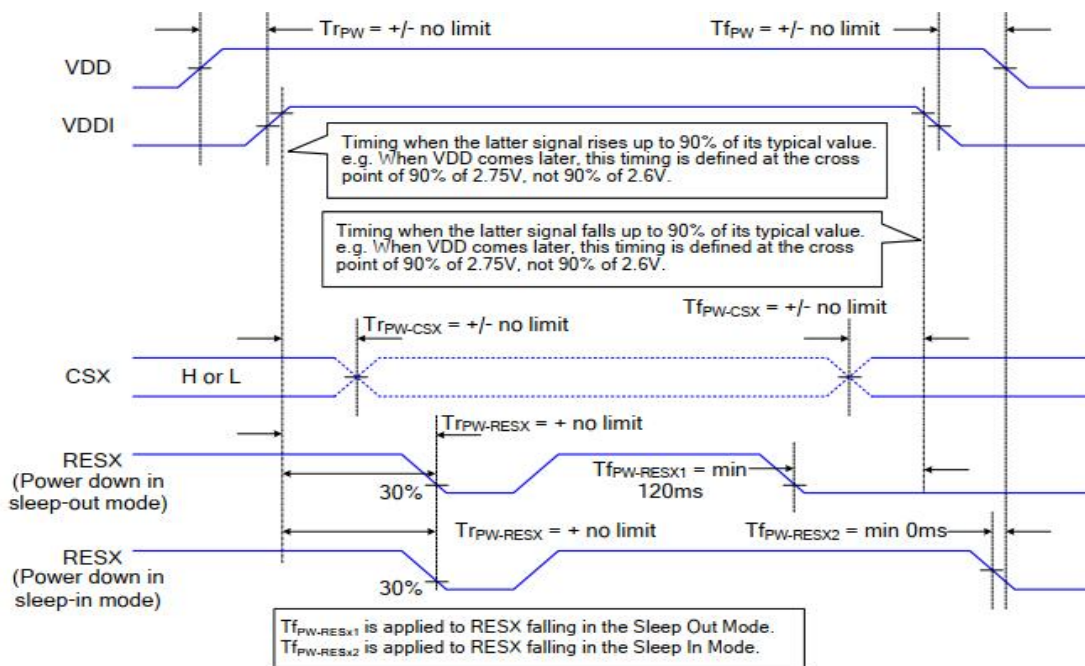 TrPW = +/- no limit
TfPW = +/- no limit
VDD
VDDI
Timing when the latter signal rises up to 90% of its typical value.
e.g. When VDD comes later, this timing is defined at the cross
point of 90% of 2.75V, not 90% of 2.6V.
Timing when the latter signal falls up to 90% of its typical value.
e.g. When VDD comes later, this timing is defined at the cross
point of 90% of 2.75V, not 90% of 2.6V.
TrPW-CSX = +/- no limit
TfPW-CSX = +/- no limit
CSX
H or L
TrPW-RESX = + no limit
RESX
(Power down in
sleep-out mode)
30%
TfPW-RESX1 = min
120ms
TrPW-RESX = + no limit
TfPW-RESX2 = min 0ms
RESX
(Power down in
sleep-in mode)
30%
TfPW-RESx1 is applied to RESX falling in the Sleep Out Mode.
TfPW-RESx2 is applied to RESX falling in the Sleep In Mode.